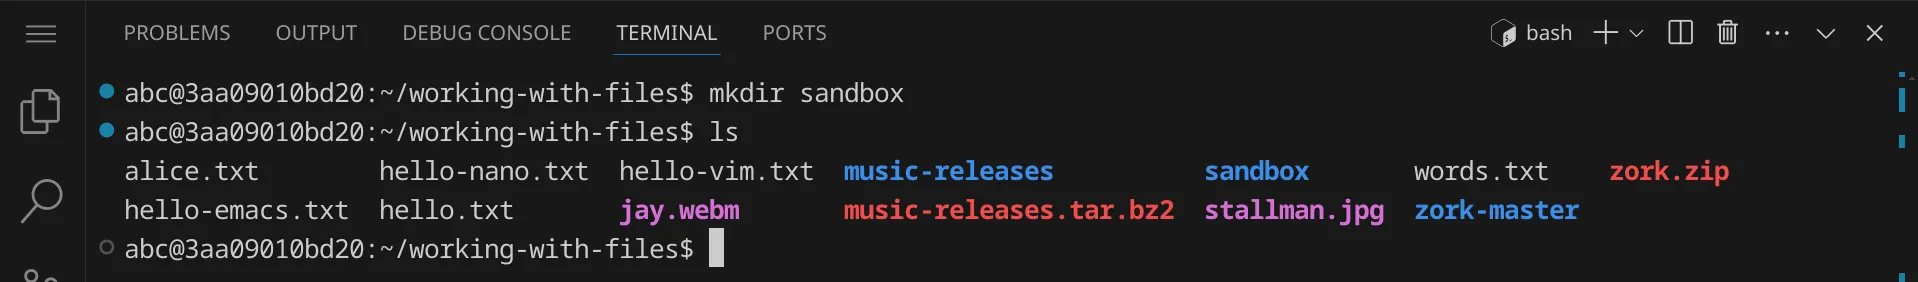 PROBLEMS OUTPUT DEBUG CONSOLE TERMINAL PORTS bash
abc@3aa09010bd20:~/working-with-files$ mkdir sandbox
abc@3aa09010bd20:~/working-with-files$ ls
alice.txt hello-nano.txt hello-vim.txt music-releases sandbox words.txt zork.zip
hello-emacs.txt hello.txt jay.webm music-releases.tar.bz2 stallman.jpg zork-master
abc@3aa09010bd20:~/working-with-files$